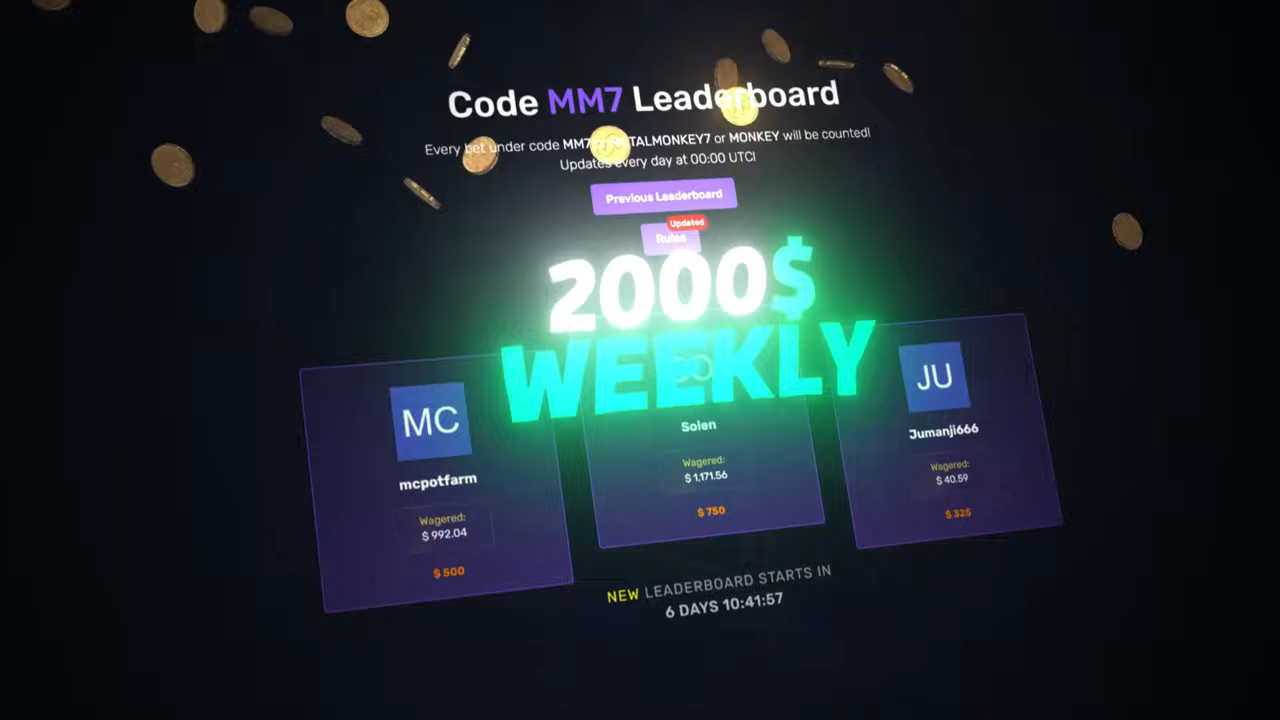 Code MM7 Leaderboard
Every bet under code MM7 or METALMONKEY7 or MONKEY will be counted!
Updates every day at 00:00 UTC!
Previous Leaderboard
Updated
Rules
2000$
WEEKLY
MC
mcpotfarm
Wagered:
$ 992.04
$ 500
Solen
Wagered:
$ 1,171.56
$ 750
JU
Jumanji666
Wagered:
$ 40.59
$ 325
NEW LEADERBOARD STARTS IN
6 DAYS 10:41:57